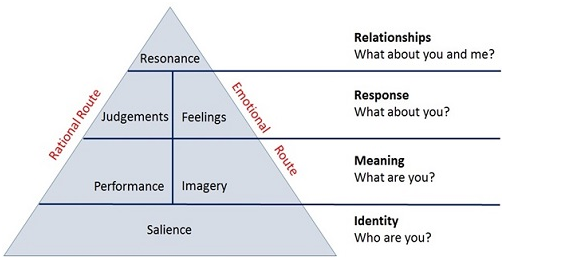 Relationships
What about you and me?
Resonance
Rational Route
Emotional Route
Response
What about you?
Judgements
Feelings
Meaning
What are you?
Performance
Imagery
Identity
Who are you?
Salience